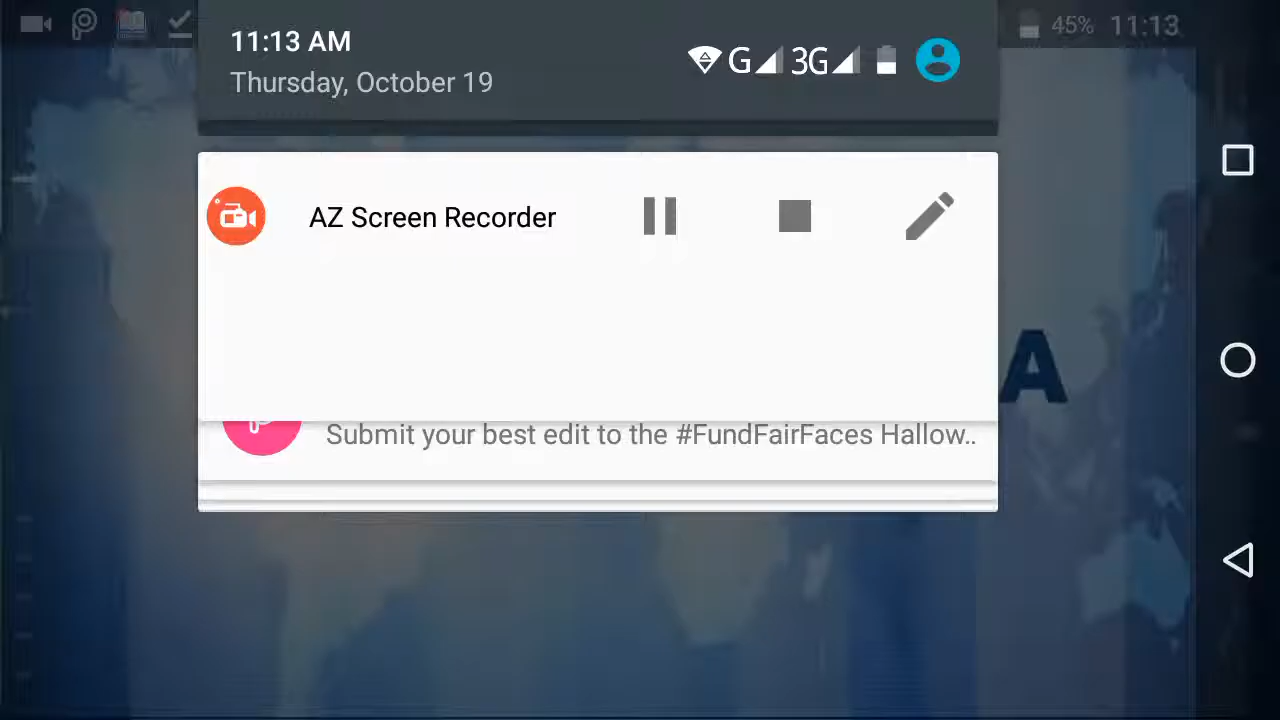 45% 11:13
11:13 AM
Thursday, October 19
G 3G
AZ Screen Recorder
A
Submit your best edit to the #FundFairFaces Hallow..